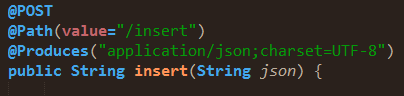 @POST
@Path(value="/insert")
@Produces("application/json;charset=UTF-8")
public String insert(String json) {